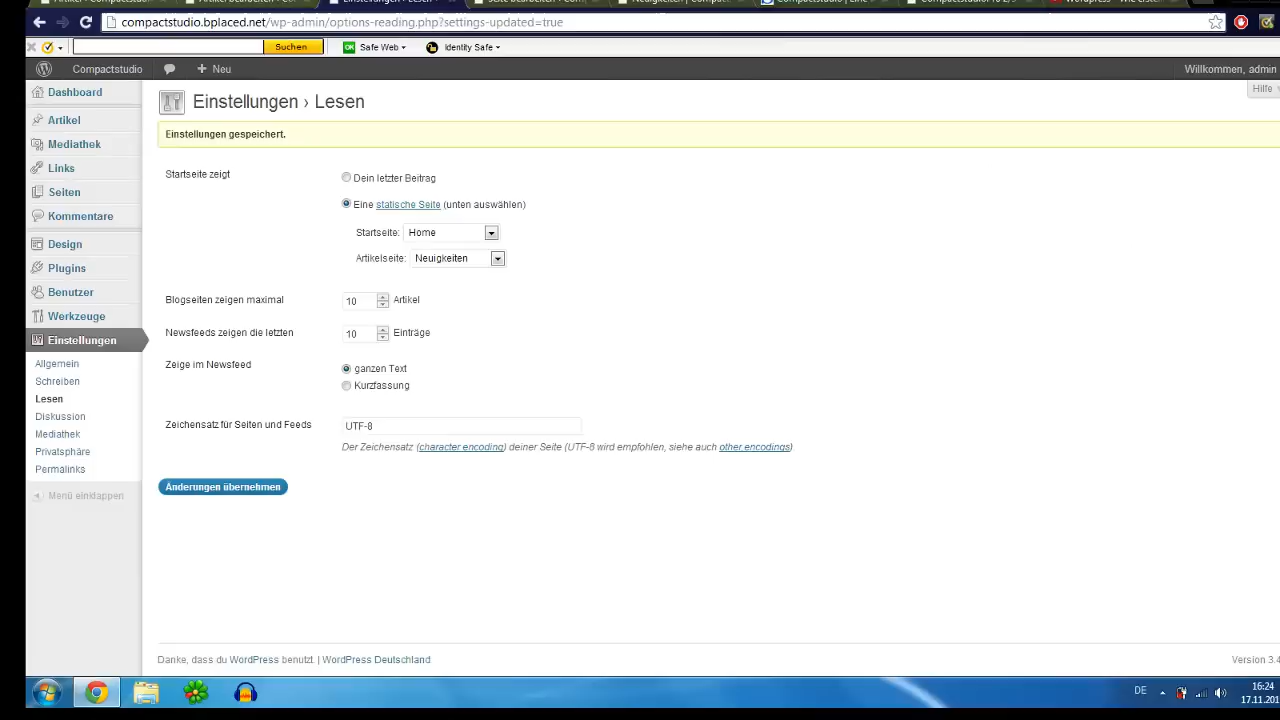 compactstudio.bplaced.net/wp-admin/options-reading.php?settings-updated=true
Suchen
OK Safe Web
Identity Safe
Compactstudio
+ Neu
Willkommen, admin
Dashboard
Artikel
Mediathek
Links
Seiten
Kommentare
Design
Plugins
Benutzer
Werkzeuge
Einstellungen
Allgemein
Schreiben
Lesen
Diskussion
Mediathek
Privatsphäre
Permalinks
Menü einklappen
Hilfe
Einstellungen › Lesen
Einstellungen gespeichert.
Startseite zeigt
Dein letzter Beitrag
Eine statische Seite (unten auswählen)
Startseite: Home
Artikelseite: Neuigkeiten
Blogseiten zeigen maximal 10 Artikel
Newsfeeds zeigen die letzten 10 Einträge
Zeige im Newsfeed
ganzen Text
Kurzfassung
Zeichensatz für Seiten und Feeds UTF-8
Der Zeichensatz (character encoding) deiner Seite (UTF-8 wird empfohlen, siehe auch other encodings)
Änderungen übernehmen
Danke, dass du WordPress benutzt. | WordPress Deutschland
Version 3.4
DE
16:24
17.11.201